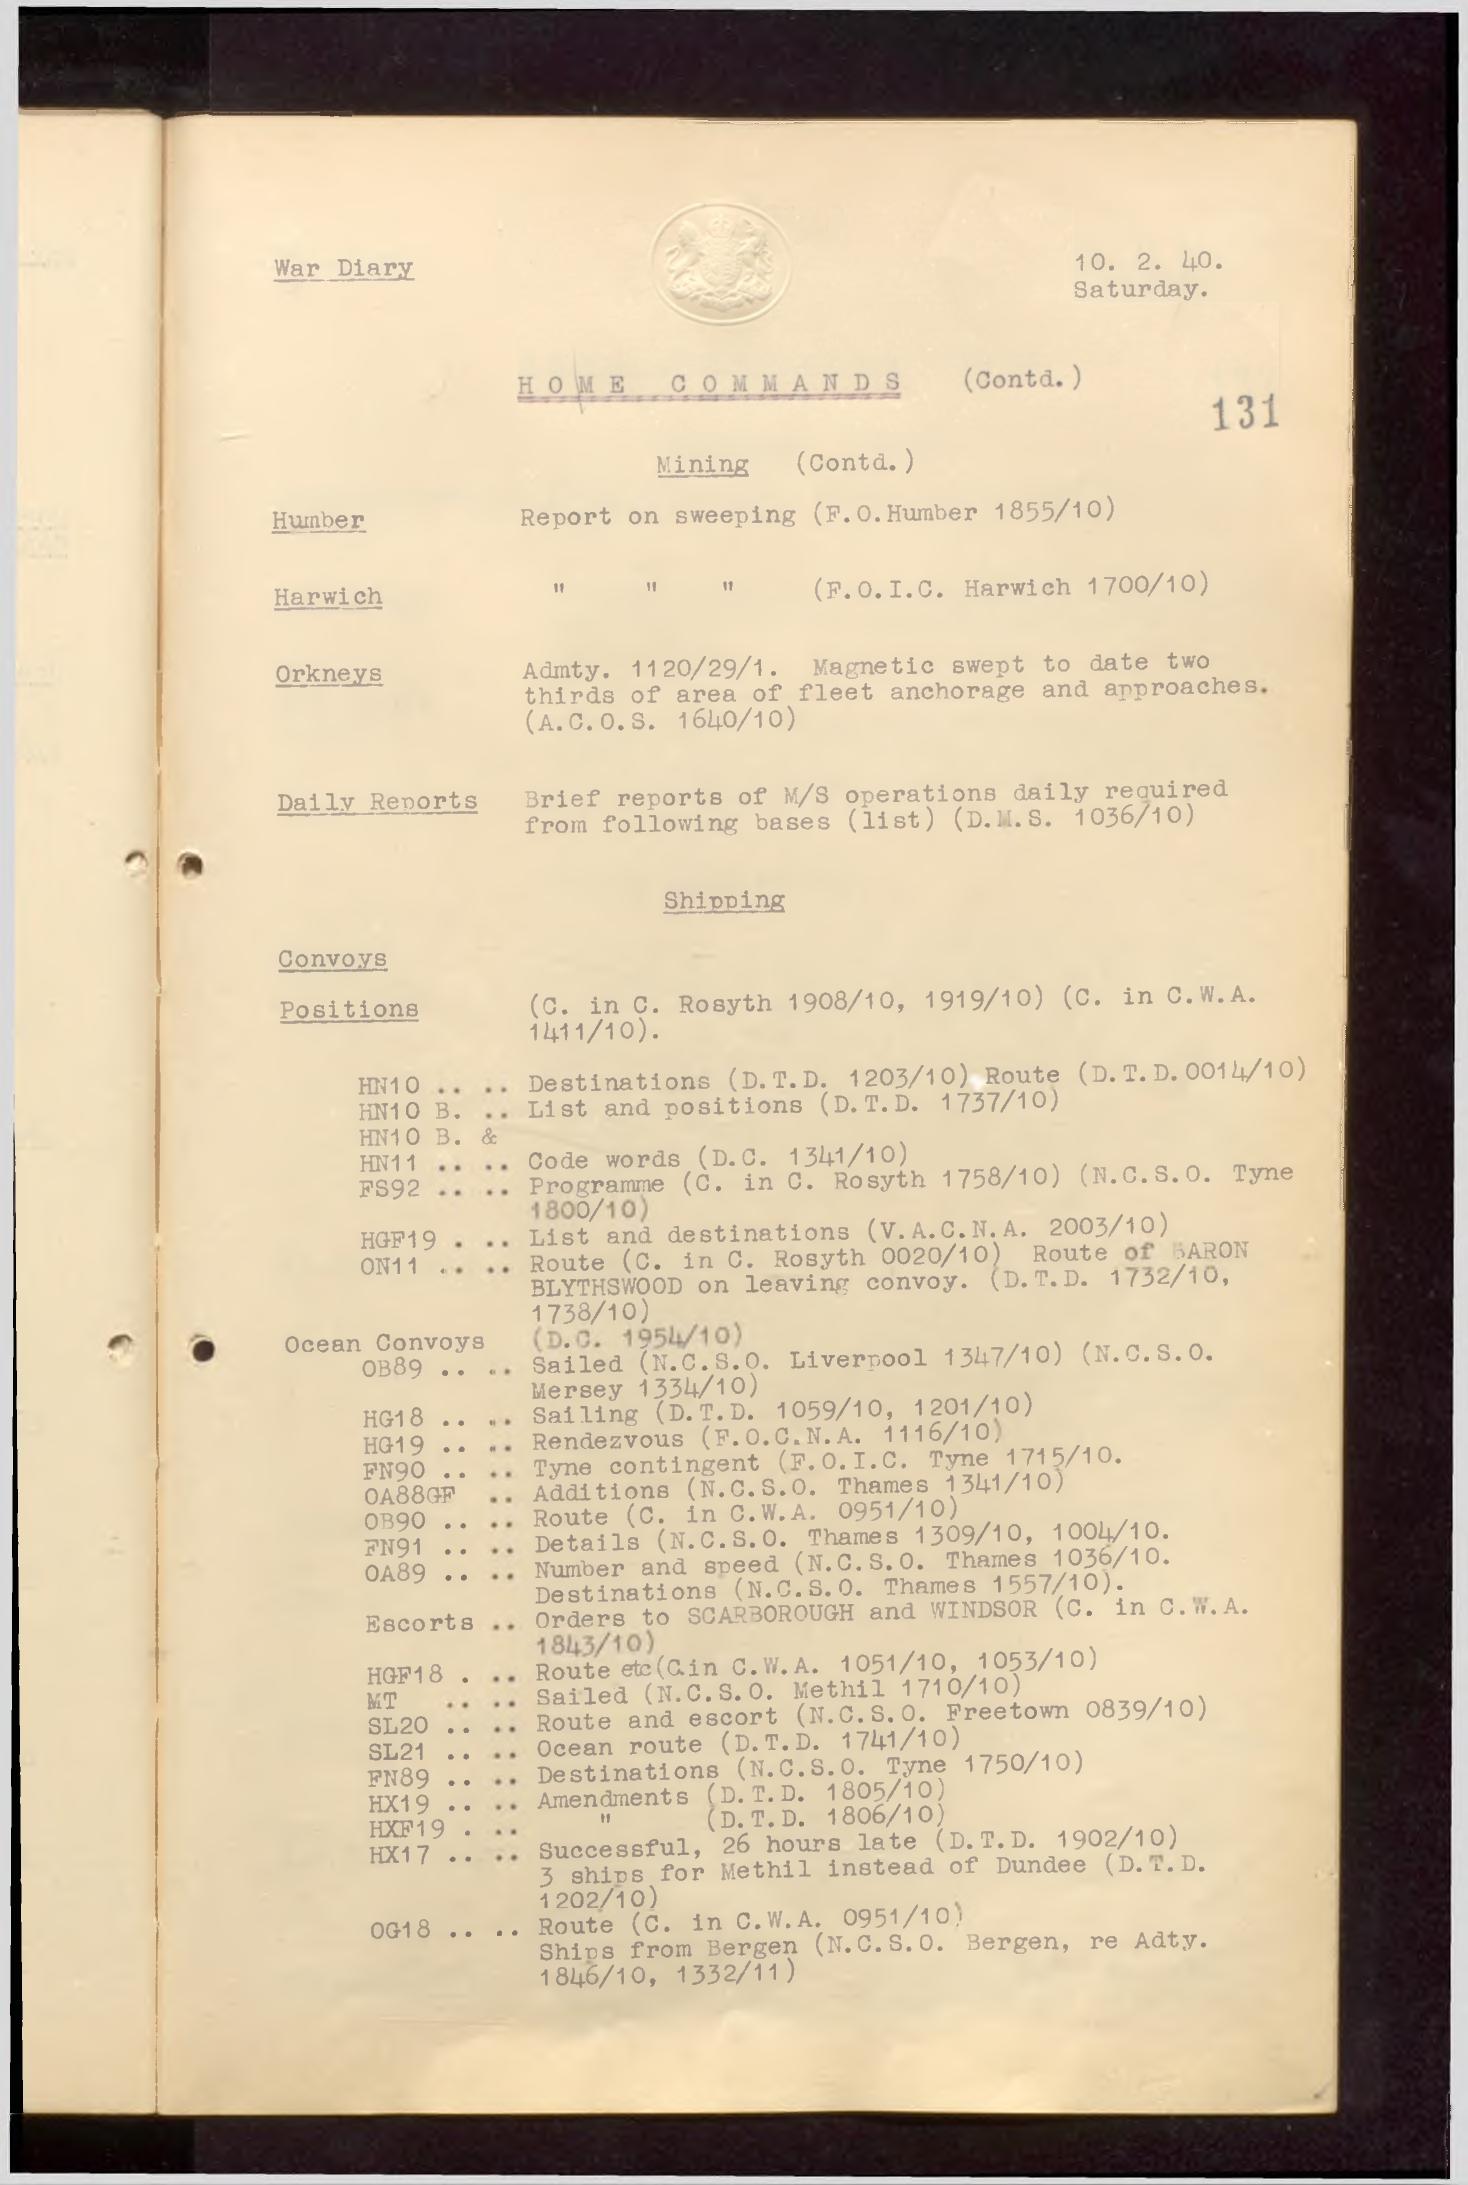 War Diary
10. 2. 40.
Saturday.
HOME COMMANDS (Contd.)
131
Mining (Contd.)
Humber Report on sweeping (F.O.Humber 1855/10)
Harwich " " " (F.O.I.C. Harwich 1700/10)
Orkneys Admty. 1120/29/1. Magnetic swept to date two
thirds of area of fleet anchorage and approaches.
(A.C.O.S. 1640/10)
Daily Reports Brief reports of M/S operations daily required
from following bases (list) (D.M.S. 1036/10)
Shipping
Convoys
Positions (C. in C. Rosyth 1908/10, 1919/10) (C. in C.W.A.
1411/10).
HN10 .. .. Destinations (D.T.D. 1203/10) Route (D.T.D.0014/10)
HN10 B. .. List and positions (D.T.D. 1737/10)
HN10 B. &
HN11 .. .. Code words (D.C. 1341/10)
FS92 .. .. Programme (C. in C. Rosyth 1758/10) (N.C.S.O. Tyne
1800/10)
HGF19 . .. List and destinations (V.A.C.N.A. 2003/10)
ON11 .. .. Route (C. in C. Rosyth 0020/10) Route of BARON
BLYTHSWOOD on leaving convoy. (D.T.D. 1732/10,
1738/10)
Ocean Convoys (D.C. 1954/10)
OB89 .. .. Sailed (N.C.S.O. Liverpool 1347/10) (N.C.S.O.
Mersey 1334/10)
HG18 .. .. Sailing (D.T.D. 1059/10, 1201/10)
HG19 .. .. Rendezvous (F.O.C.N.A. 1116/10)
FN90 .. .. Tyne contingent (F.O.I.C. Tyne 1715/10.
OA88GF .. Additions (N.C.S.O. Thames 1341/10)
OB90 .. .. Route (C. in C.W.A. 0951/10)
FN91 .. .. Details (N.C.S.O. Thames 1309/10, 1004/10.
OA89 .. .. Number and speed (N.C.S.O. Thames 1036/10.
Destinations (N.C.S.O. Thames 1557/10).
Escorts .. Orders to SCARBOROUGH and WINDSOR (C. in C.W.A.
1843/10)
HGF18 . .. Route etc(C.in C.W.A. 1051/10, 1053/10)
MT .. .. Sailed (N.C.S.O. Methil 1710/10)
SL20 .. .. Route and escort (N.C.S.O. Freetown 0839/10)
SL21 .. .. Ocean route (D.T.D. 1741/10)
FN89 .. .. Destinations (N.C.S.O. Tyne 1750/10)
HX19 .. .. Amendments (D.T.D. 1805/10)
HXF19 . .. " (D.T.D. 1806/10)
HX17 .. .. Successful, 26 hours late (D.T.D. 1902/10)
3 ships for Methil instead of Dundee (D.T.D.
1202/10)
OG18 .. .. Route (C. in C.W.A. 0951/10)
Ships from Bergen (N.C.S.O. Bergen, re Adty.
1846/10, 1332/11)